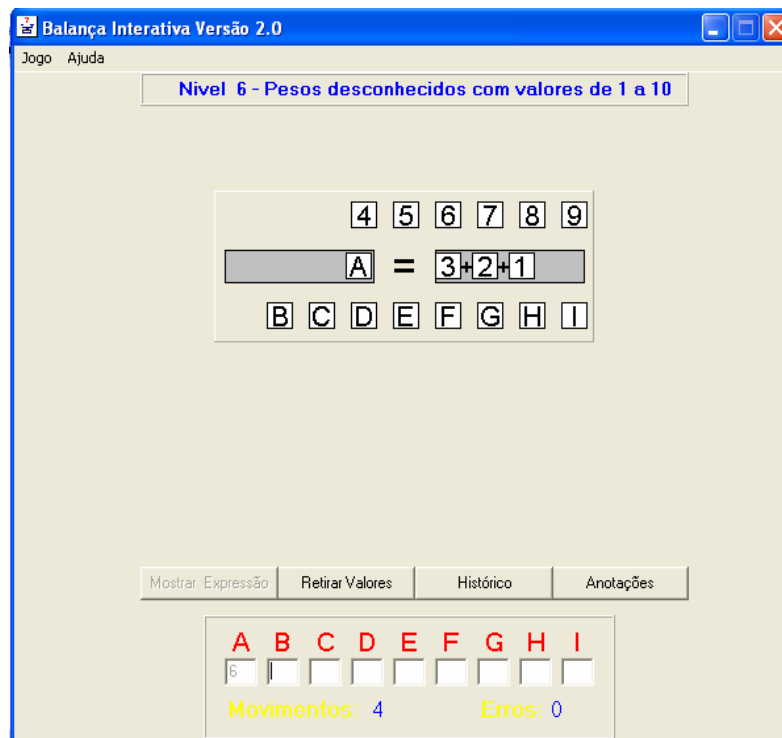 Balança Interativa Versão 2.0
Jogo Ajuda
Nivel 6 - Pesos desconhecidos com valores de 1 a 10
4 5 6 7 8 9
A = 3+2+1
B C D E F G H I
Mostrar Expressão Retirar Valores Histórico Anotações
A B C D E F G H I
6
Movimentos: 4 Erros: 0